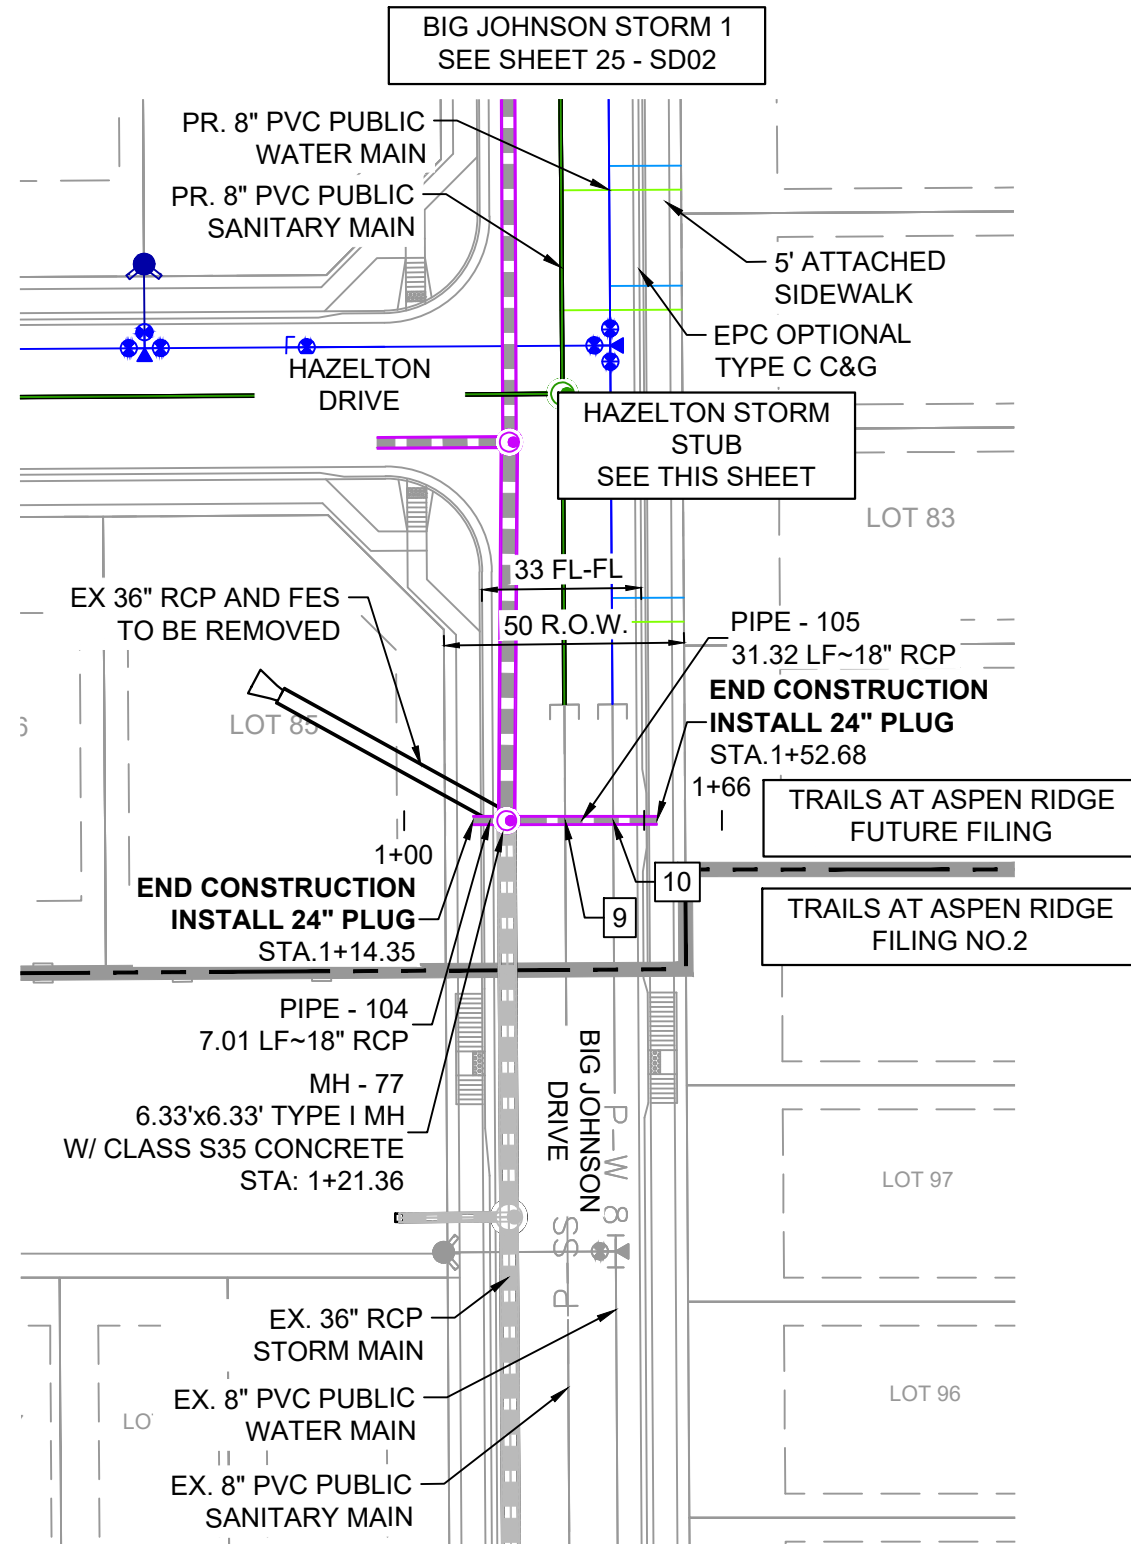 BIG JOHNSON STORM 1
SEE SHEET 25 - SD02
PR. 8" PVC PUBLIC
WATER MAIN
PR. 8" PVC PUBLIC
SANITARY MAIN
5' ATTACHED
SIDEWALK
EPC OPTIONAL
TYPE C C&G
HAZELTON
DRIVE
HAZELTON STORM
STUB
SEE THIS SHEET
LOT 83
33 FL-FL
EX 36" RCP AND FES
TO BE REMOVED
50 R.O.W.
PIPE - 105
31.32 LF~18" RCP
END CONSTRUCTION
INSTALL 24" PLUG
STA.1+52.68
LOT 85
1+66
TRAILS AT ASPEN RIDGE
FUTURE FILING
1+00
END CONSTRUCTION
INSTALL 24" PLUG
STA.1+14.35
10
9
TRAILS AT ASPEN RIDGE
FILING NO.2
PIPE - 104
7.01 LF~18" RCP
MH - 77
6.33'x6.33' TYPE I MH
W/ CLASS S35 CONCRETE
STA: 1+21.36
BIG JOHNSON
DRIVE
P-W 8
SS-P
LOT 97
EX. 36" RCP
STORM MAIN
EX. 8" PVC PUBLIC
WATER MAIN
LOT 96
LO
EX. 8" PVC PUBLIC
SANITARY MAIN